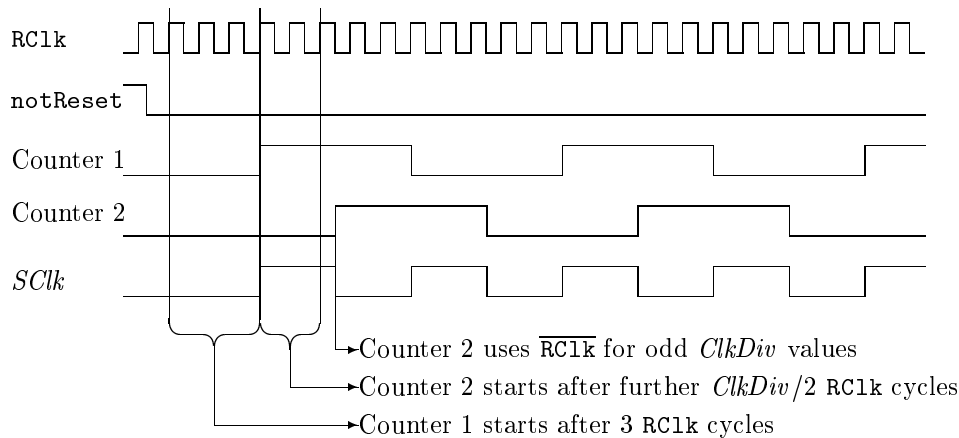 RClk
notReset
Counter 1
Counter 2
SClk
Counter 2 uses R̅C̅l̅k̅ for odd ClkDiv values
Counter 2 starts after further ClkDiv/2 RClk cycles
Counter 1 starts after 3 RClk cycles